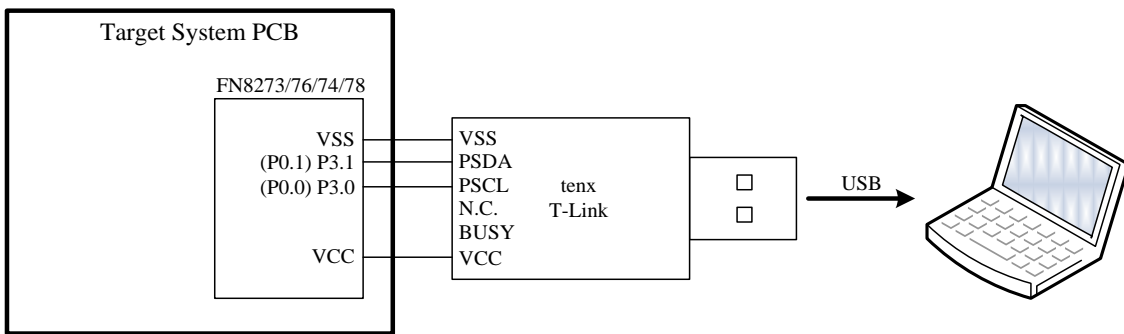 Target System PCB
FN8273/76/74/78
VSS
(P0.1) P3.1
(P0.0) P3.0
VCC
VSS
PSDA
PSCL
N.C.
BUSY
VCC
tenx
T-Link
USB